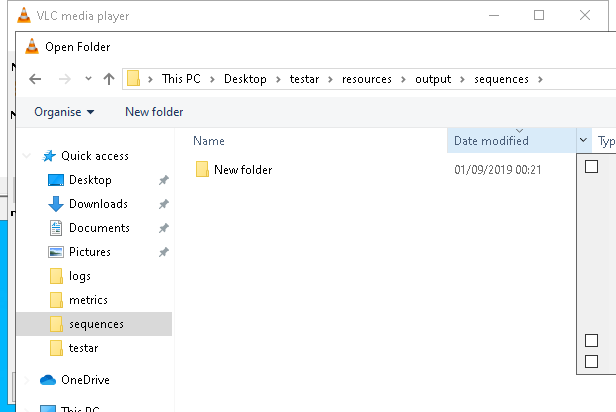 VLC media player
Open Folder
This PC > Desktop > testar > resources > output > sequences >
Organise New folder
Name Date modified Typ
Quick access
New folder 01/09/2019 00:21
Desktop
Downloads
Documents
Pictures
logs
metrics
sequences
testar
OneDrive
This PC